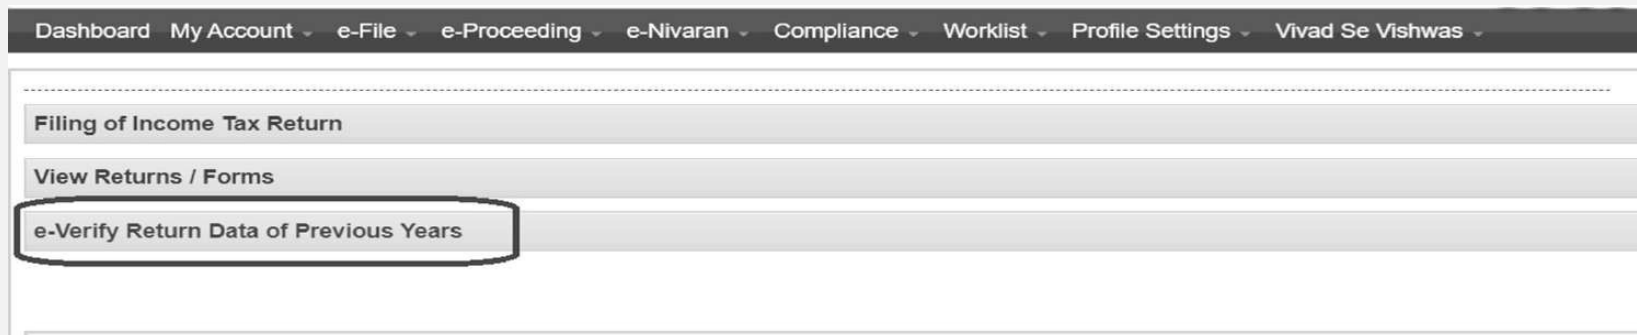 Dashboard My Account e-File e-Proceeding e-Nivaran Compliance Worklist Profile Settings Vivad Se Vishwas
Filing of Income Tax Return
View Returns / Forms
e-Verify Return Data of Previous Years